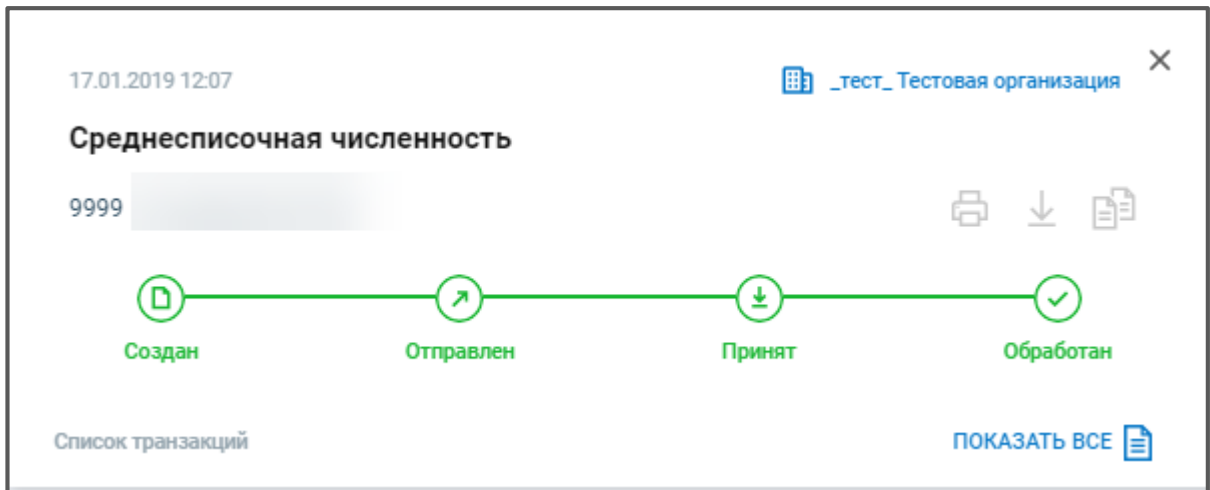 17.01.2019 12:07
_тест_ Тестовая организация
Среднесписочная численность
9999
Создан
Отправлен
Принят
Обработан
Список транзакций
ПОКАЗАТЬ ВСЕ